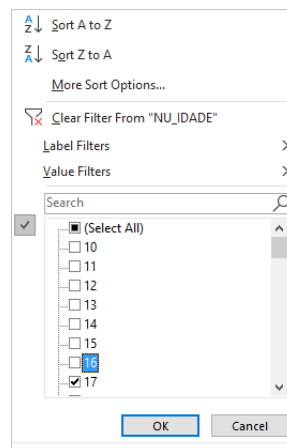 Sort A to Z
Sort Z to A
More Sort Options...
Clear Filter From "NU_IDADE"
Label Filters
Value Filters
Search
(Select All)
10
11
12
13
14
15
16
17
OK
Cancel